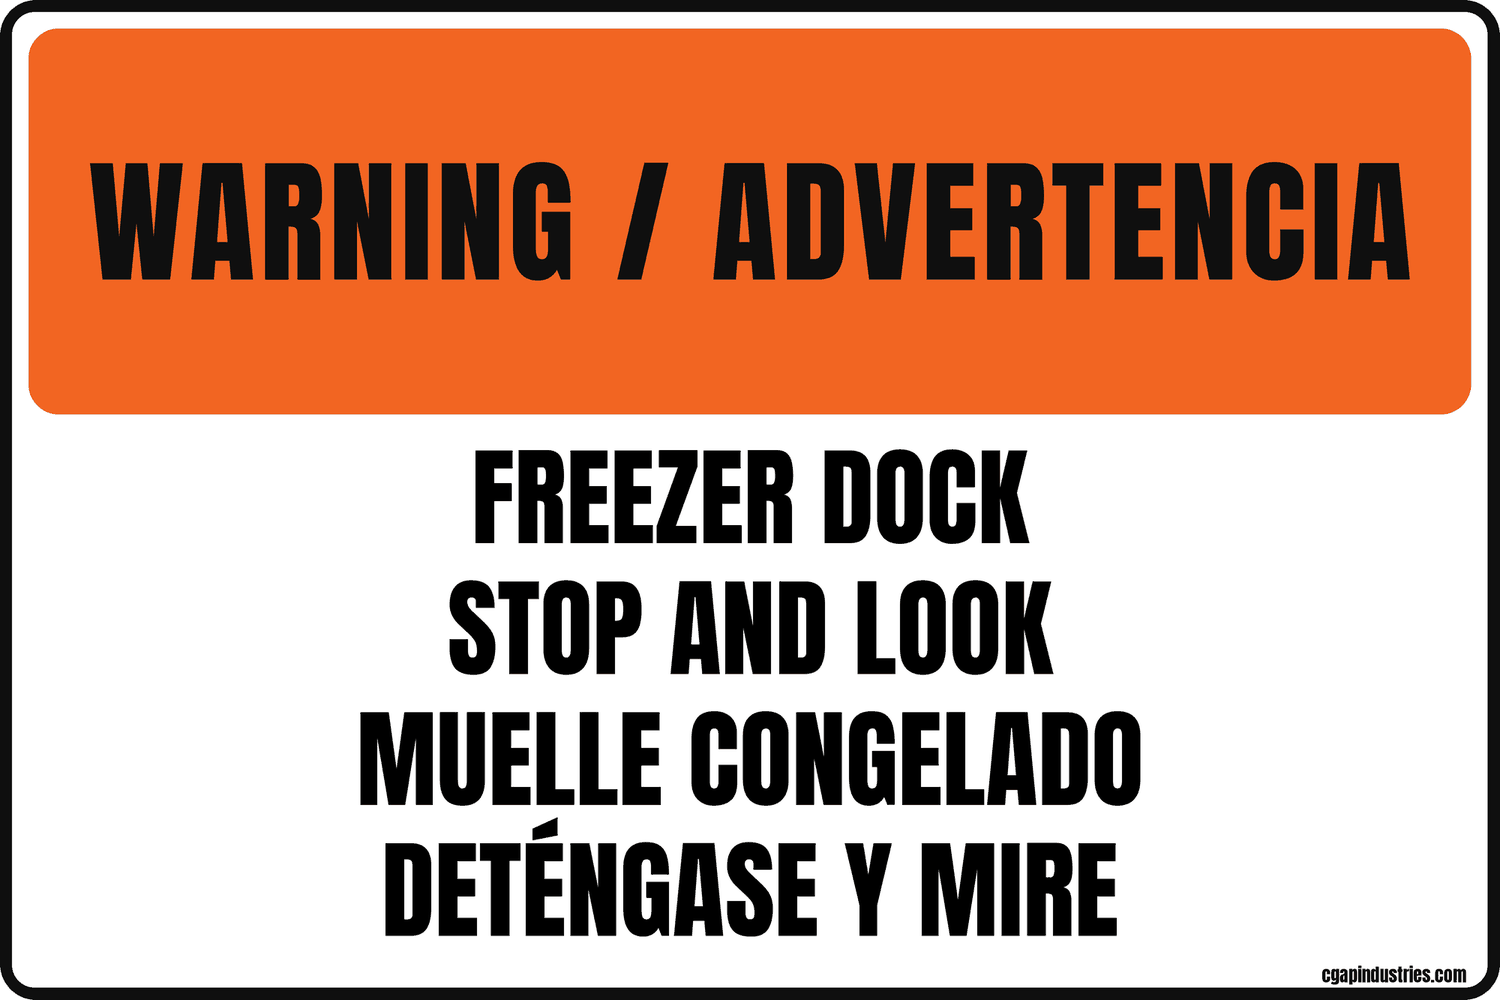 WARNING / ADVERTENCIA
FREEZER DOCK
STOP AND LOOK
MUELLE CONGELADO
DETÉNGASE Y MIRE
cgapindustries.com